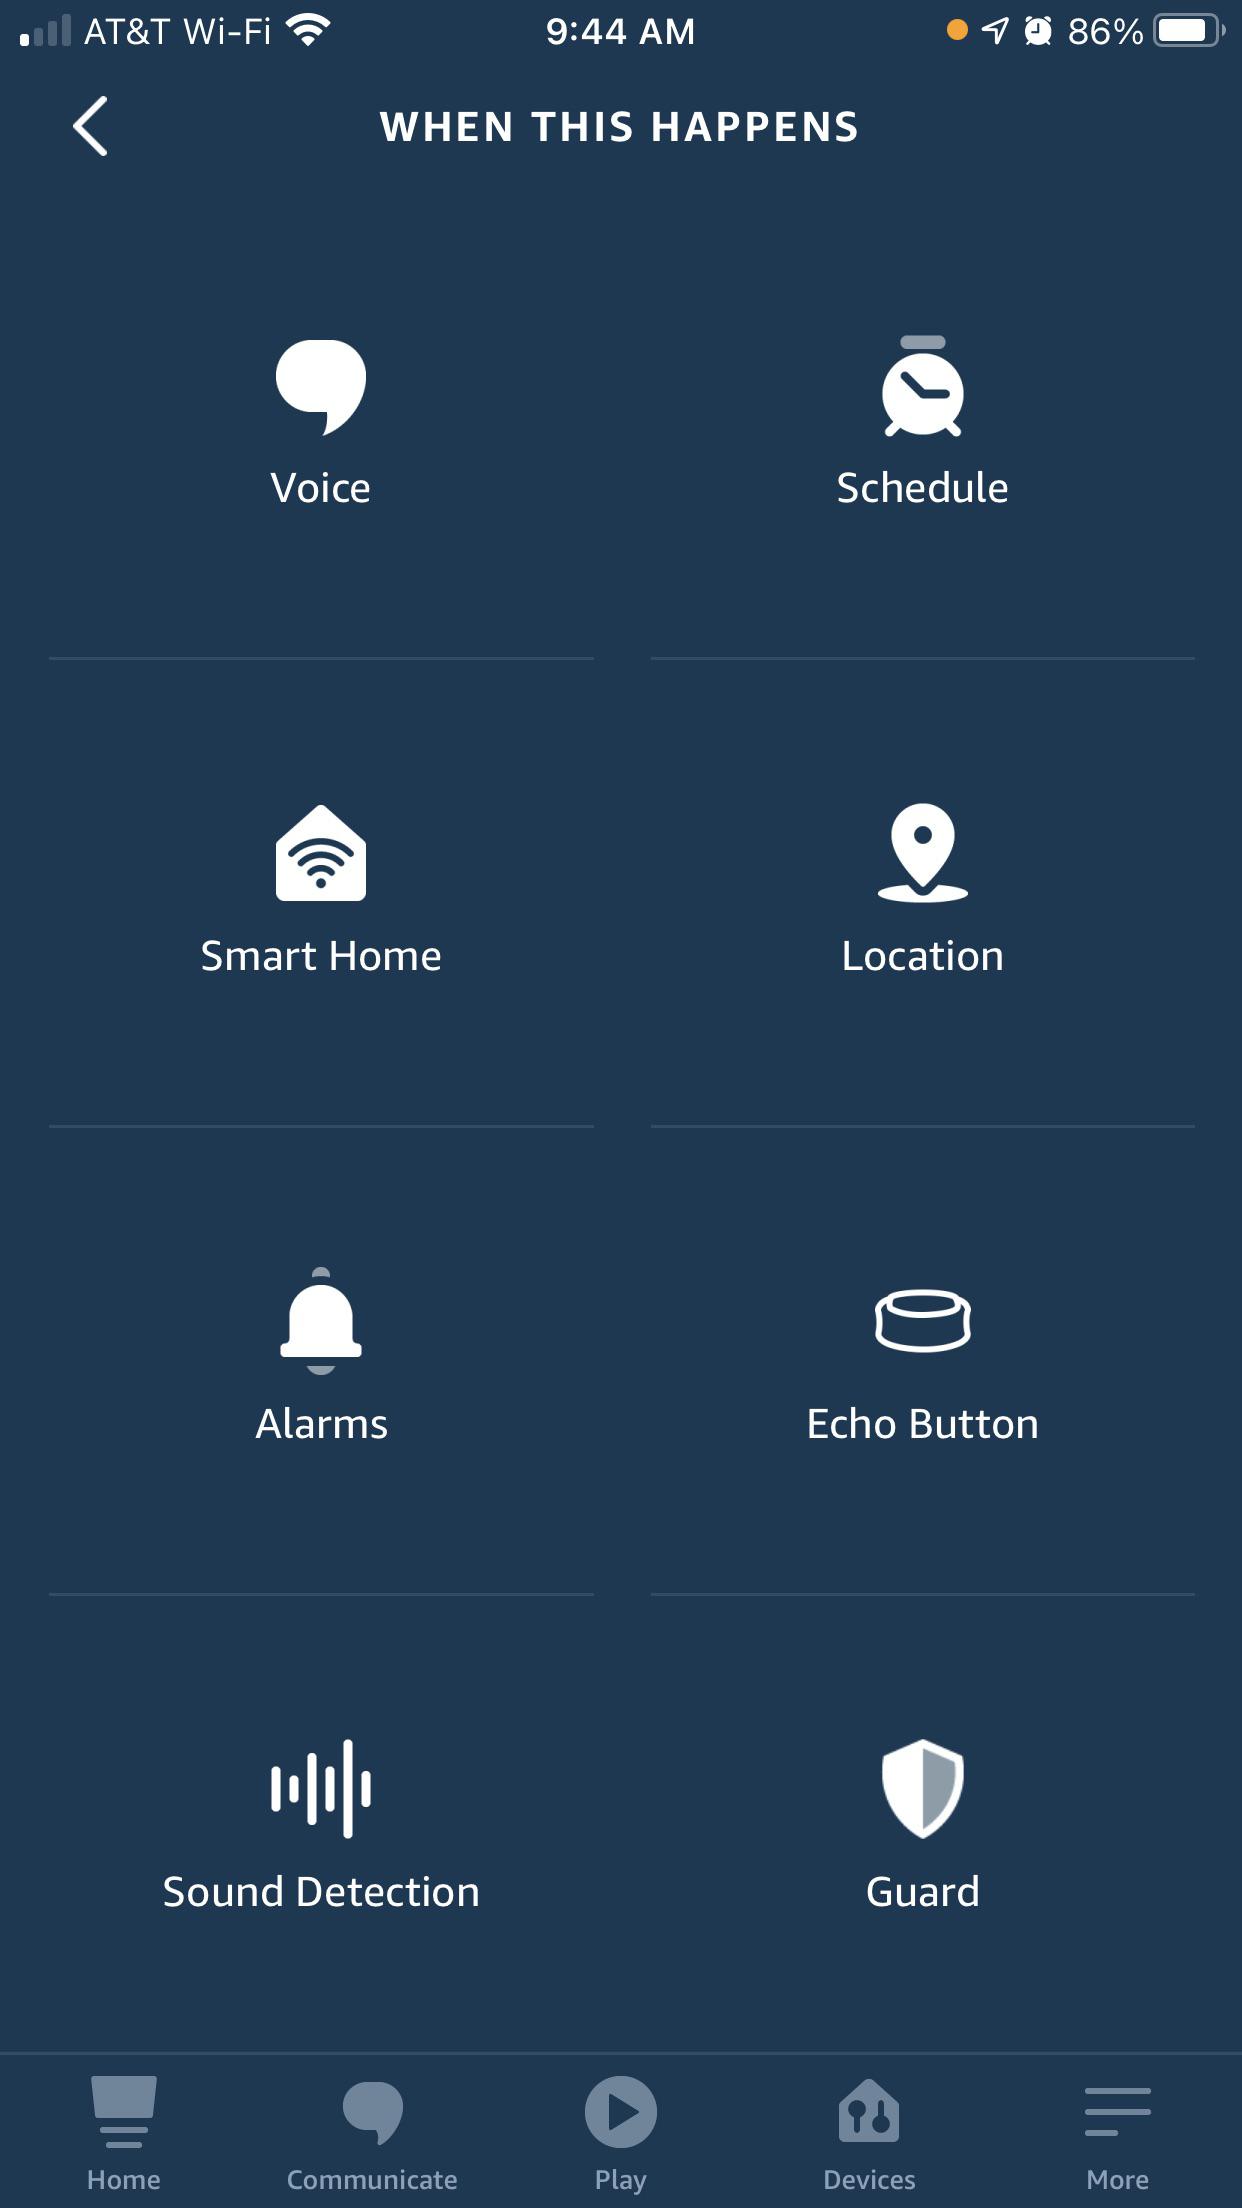 AT&T Wi-Fi 9:44 AM 86%
WHEN THIS HAPPENS
Voice Schedule
Smart Home Location
Alarms Echo Button
Sound Detection Guard
Home Communicate Play Devices More